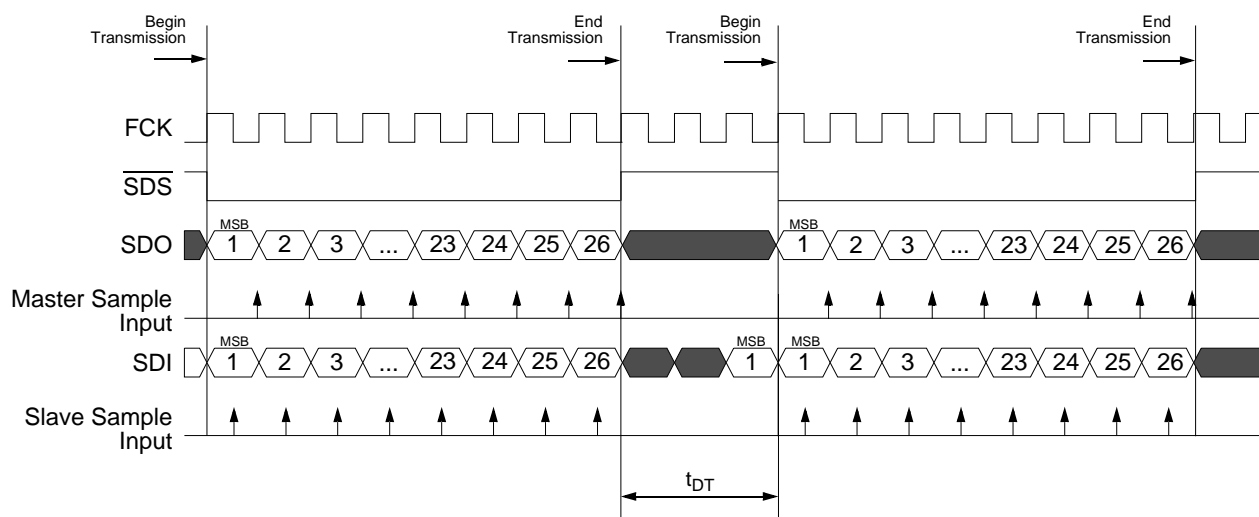 Begin
Transmission
End
Transmission
Begin
Transmission
End
Transmission
FCK
SDS
SDO
MSB
1 2 3 ... 23 24 25 26
MSB
1 2 3 ... 23 24 25 26
Master Sample
Input
SDI
MSB
1 2 3 ... 23 24 25 26
MSB
1
MSB
1 2 3 ... 23 24 25 26
Slave Sample
Input
tDT